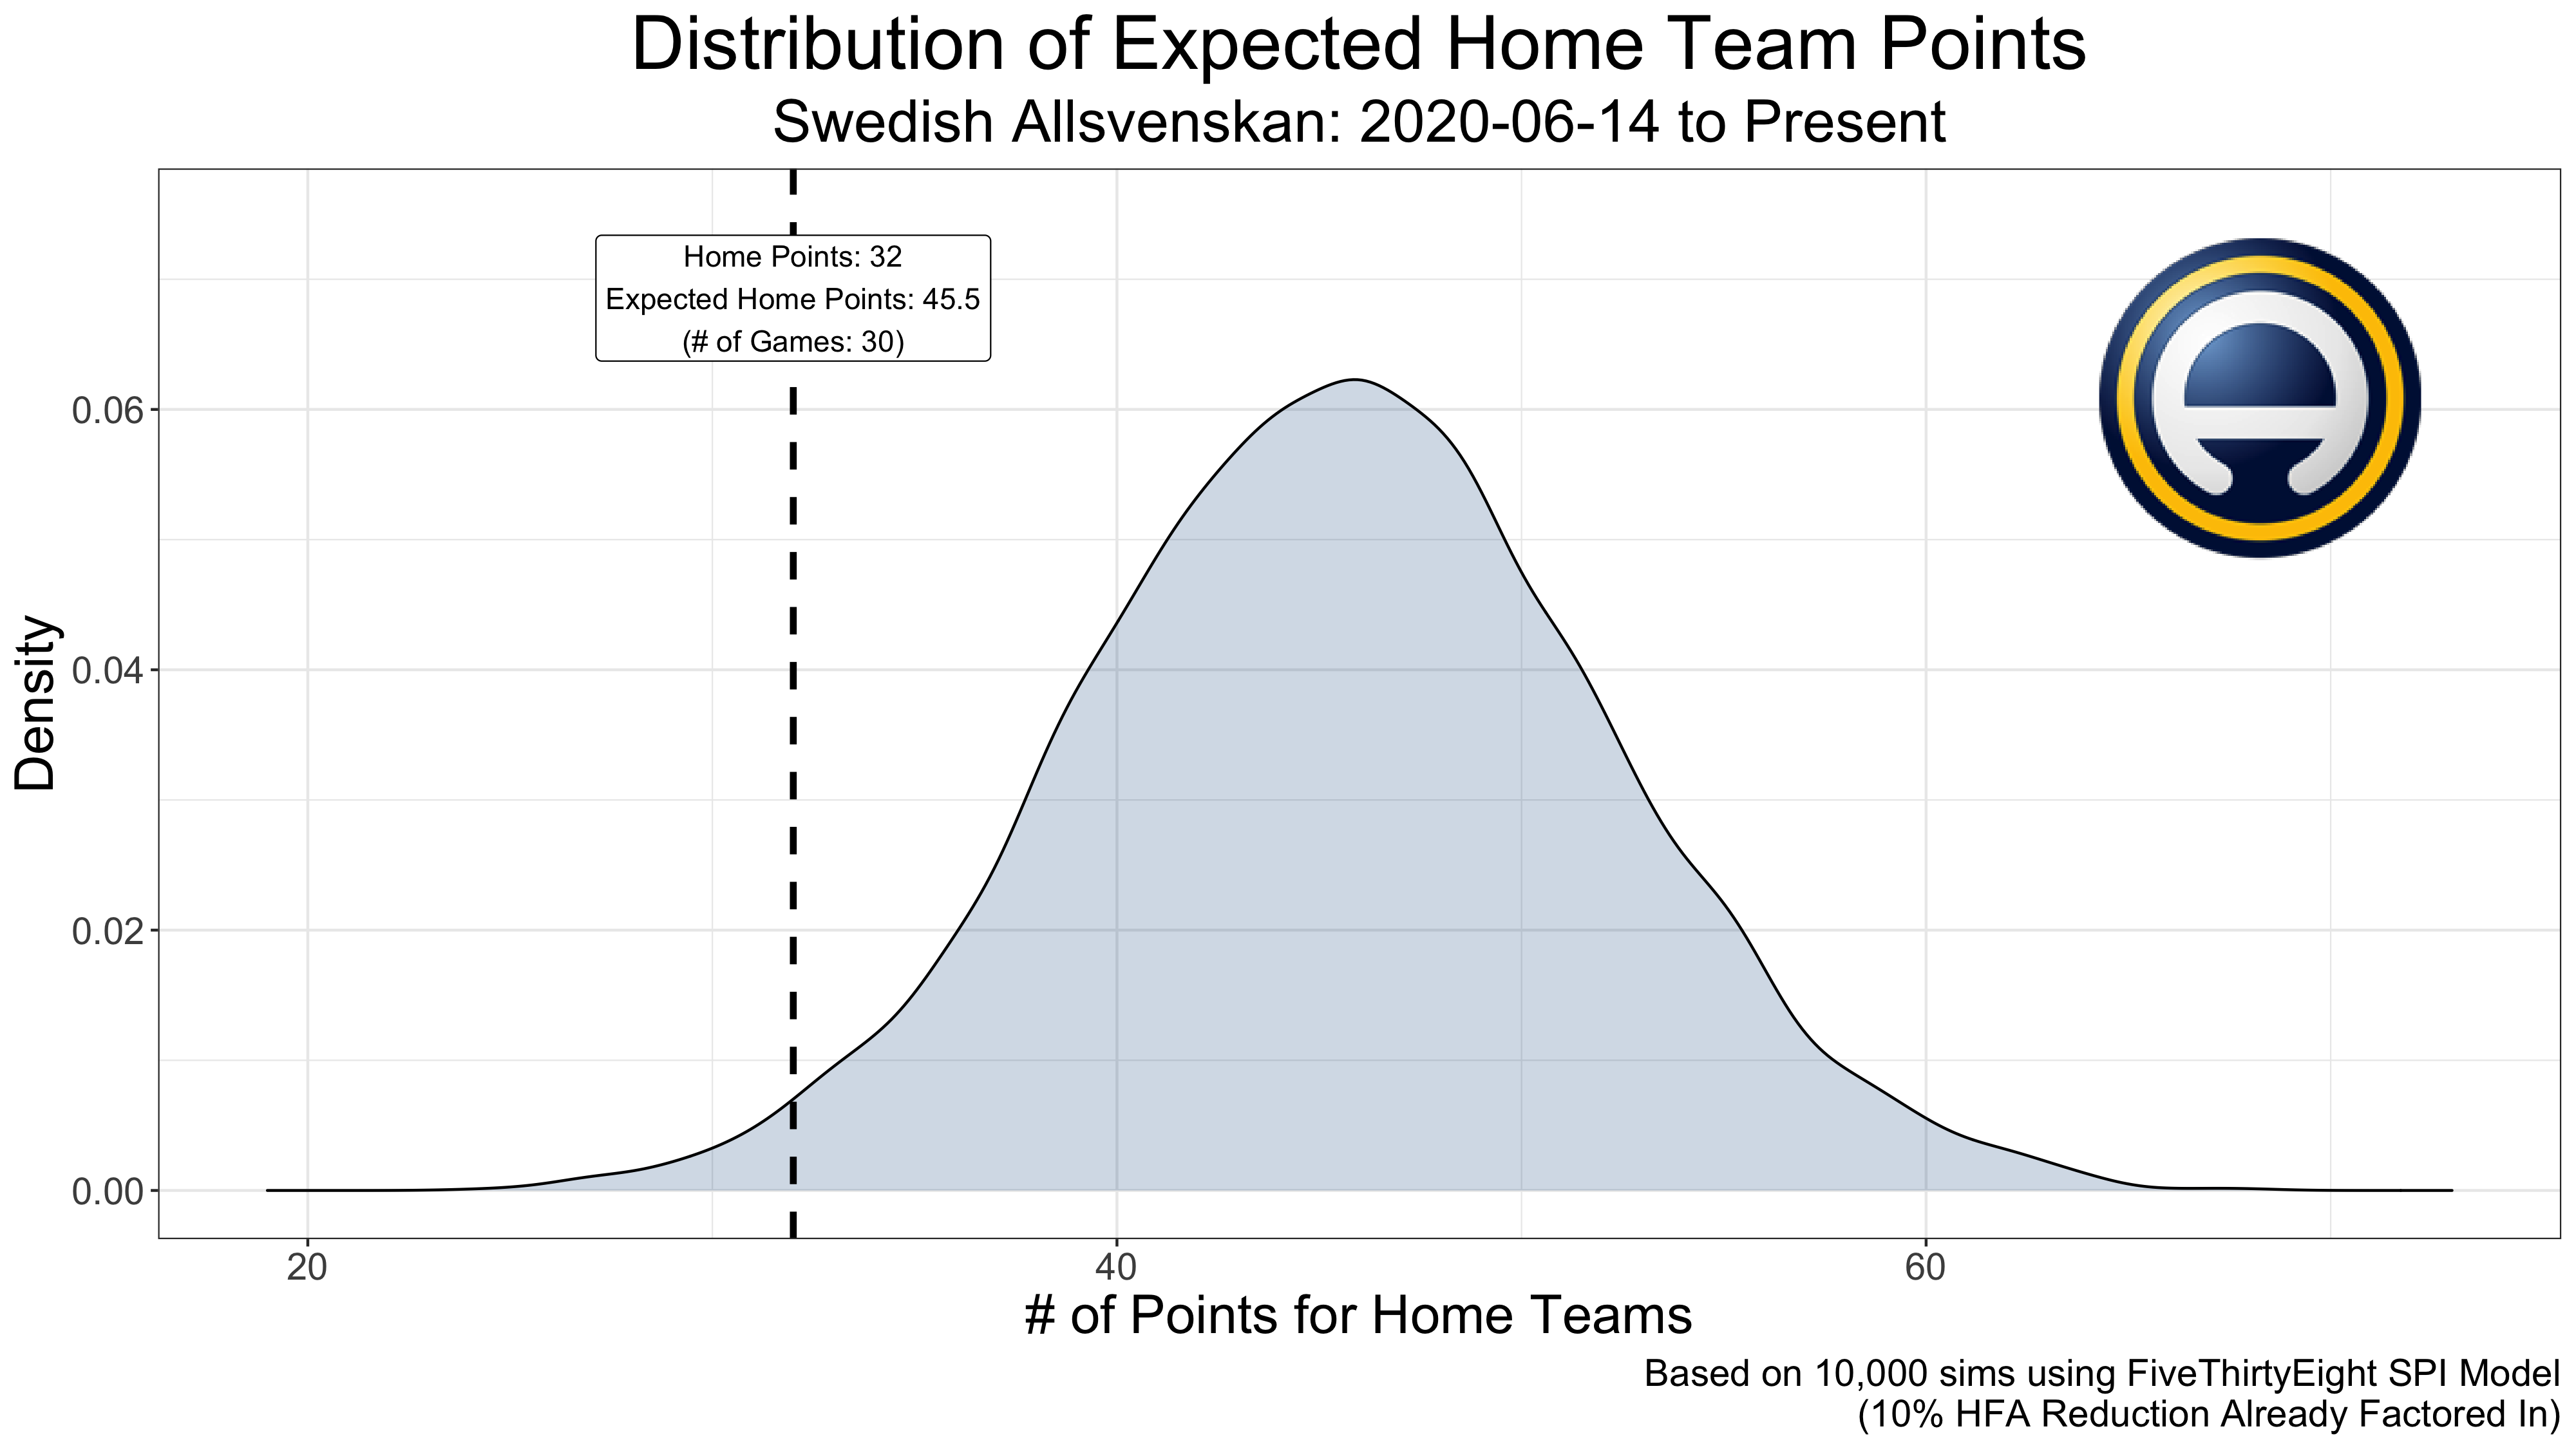 Distribution of Expected Home Team Points
Swedish Allsvenskan: 2020-06-14 to Present
Home Points: 32
Expected Home Points: 45.5
(# of Games: 30)
Density
0.06
0.04
0.02
0.00
20
40
60
# of Points for Home Teams
Based on 10,000 sims using FiveThirtyEight SPI Model
(10% HFA Reduction Already Factored In)